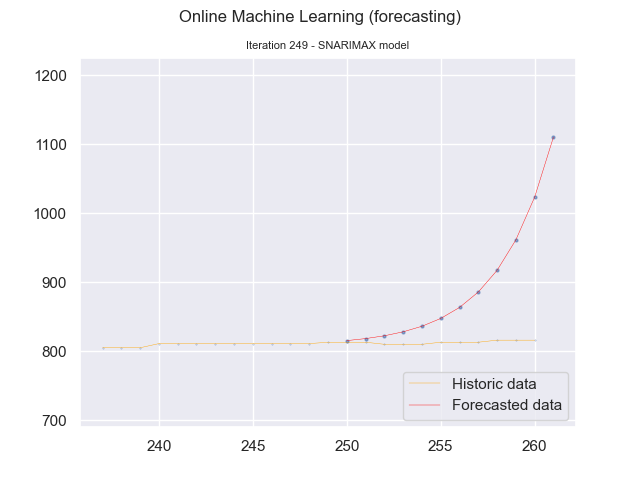 Online Machine Learning (forecasting)
Iteration 249 - SNARIMAX model
1200
1100
1000
900
800
700
240
245
250
255
260
Historic data
Forecasted data